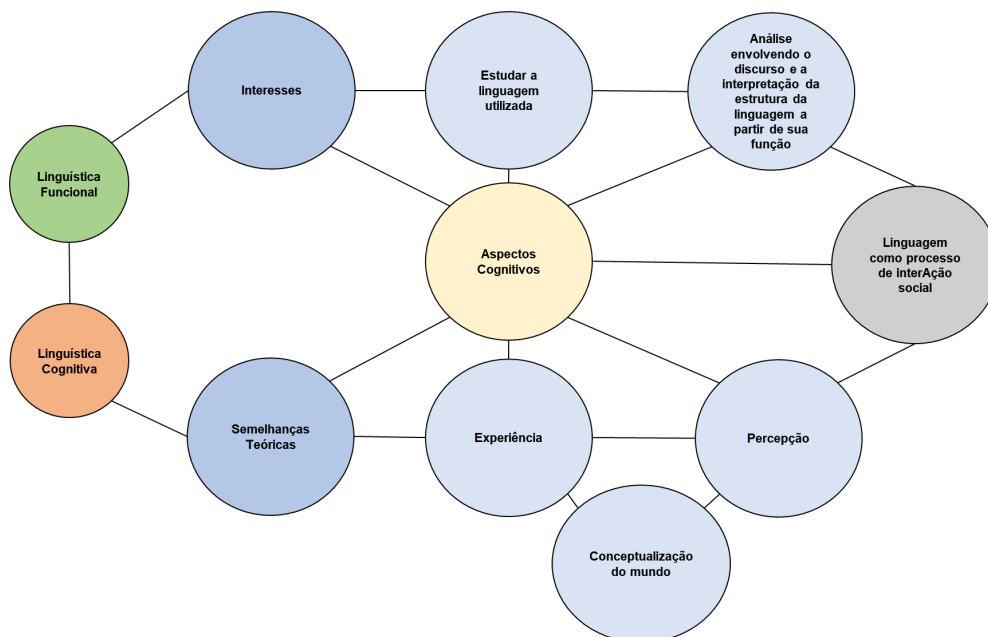 Interesses
Estudar a
linguagem
utilizada
Análise
envolvendo o
discurso e a
interpretação da
estrutura da
linguagem a
partir de sua
função
Linguística
Funcional
Aspectos
Cognitivos
Linguagem
como processo
de interAção
social
Linguística
Cognitiva
Semelhanças
Teóricas
Experiência
Percepção
Conceptualização
do mundo